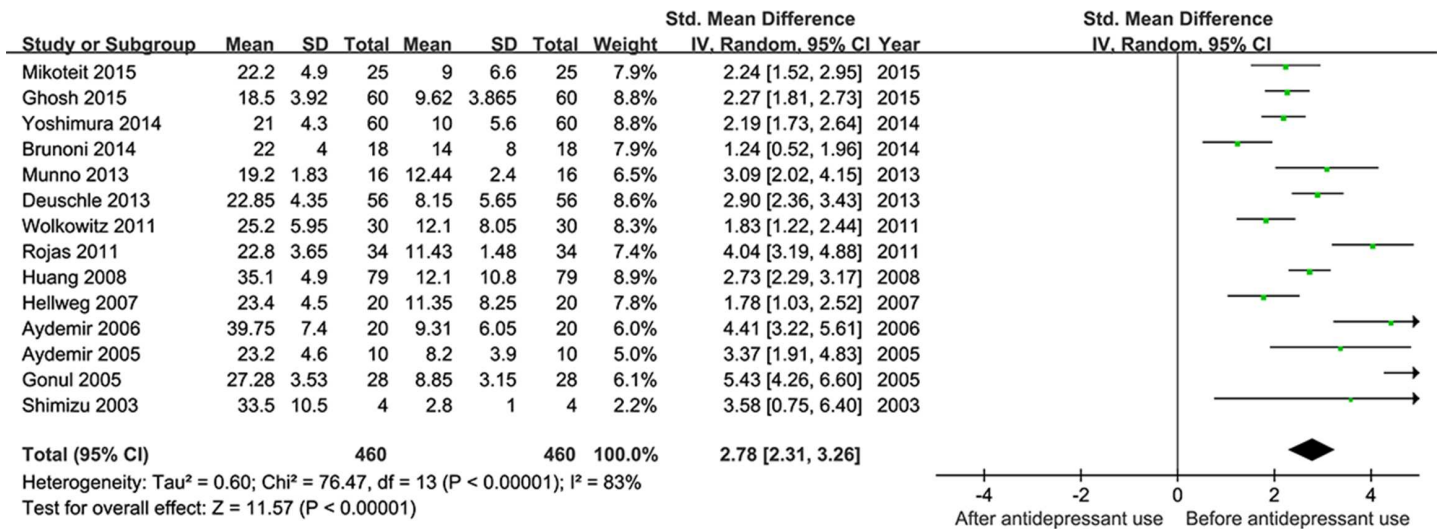 Std. Mean Difference Std. Mean Difference
Study or Subgroup Mean SD Total Mean SD Total Weight IV, Random, 95% CI Year IV, Random, 95% CI
Mikoteit 2015 22.2 4.9 25 9 6.6 25 7.9% 2.24 [1.52, 2.95] 2015
Ghosh 2015 18.5 3.92 60 9.62 3.865 60 8.8% 2.27 [1.81, 2.73] 2015
Yoshimura 2014 21 4.3 60 10 5.6 60 8.8% 2.19 [1.73, 2.64] 2014
Brunoni 2014 22 4 18 14 8 18 7.9% 1.24 [0.52, 1.96] 2014
Munno 2013 19.2 1.83 16 12.44 2.4 16 6.5% 3.09 [2.02, 4.15] 2013
Deuschle 2013 22.85 4.35 56 8.15 5.65 56 8.6% 2.90 [2.36, 3.43] 2013
Wolkowitz 2011 25.2 5.95 30 12.1 8.05 30 8.3% 1.83 [1.22, 2.44] 2011
Rojas 2011 22.8 3.65 34 11.43 1.48 34 7.4% 4.04 [3.19, 4.88] 2011
Huang 2008 35.1 4.9 79 12.1 10.8 79 8.9% 2.73 [2.29, 3.17] 2008
Hellweg 2007 23.4 4.5 20 11.35 8.25 20 7.8% 1.78 [1.03, 2.52] 2007
Aydemir 2006 39.75 7.4 20 9.31 6.05 20 6.0% 4.41 [3.22, 5.61] 2006
Aydemir 2005 23.2 4.6 10 8.2 3.9 10 5.0% 3.37 [1.91, 4.83] 2005
Gonul 2005 27.28 3.53 28 8.85 3.15 28 6.1% 5.43 [4.26, 6.60] 2005
Shimizu 2003 33.5 10.5 4 2.8 1 4 2.2% 3.58 [0.75, 6.40] 2003
Total (95% CI) 460 460 100.0% 2.78 [2.31, 3.26]
Heterogeneity: Tau² = 0.60; Chi² = 76.47, df = 13 (P < 0.00001); I² = 83%
Test for overall effect: Z = 11.57 (P < 0.00001)
-4 -2 0 2 4
After antidepressant use Before antidepressant use